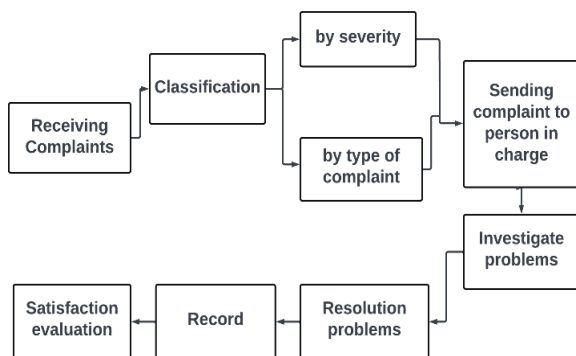 Receiving
Complaints
Classification
by severity
by type of
complaint
Sending
complaint to
person in
charge
Investigate
problems
Resolution
problems
Record
Satisfaction
evaluation